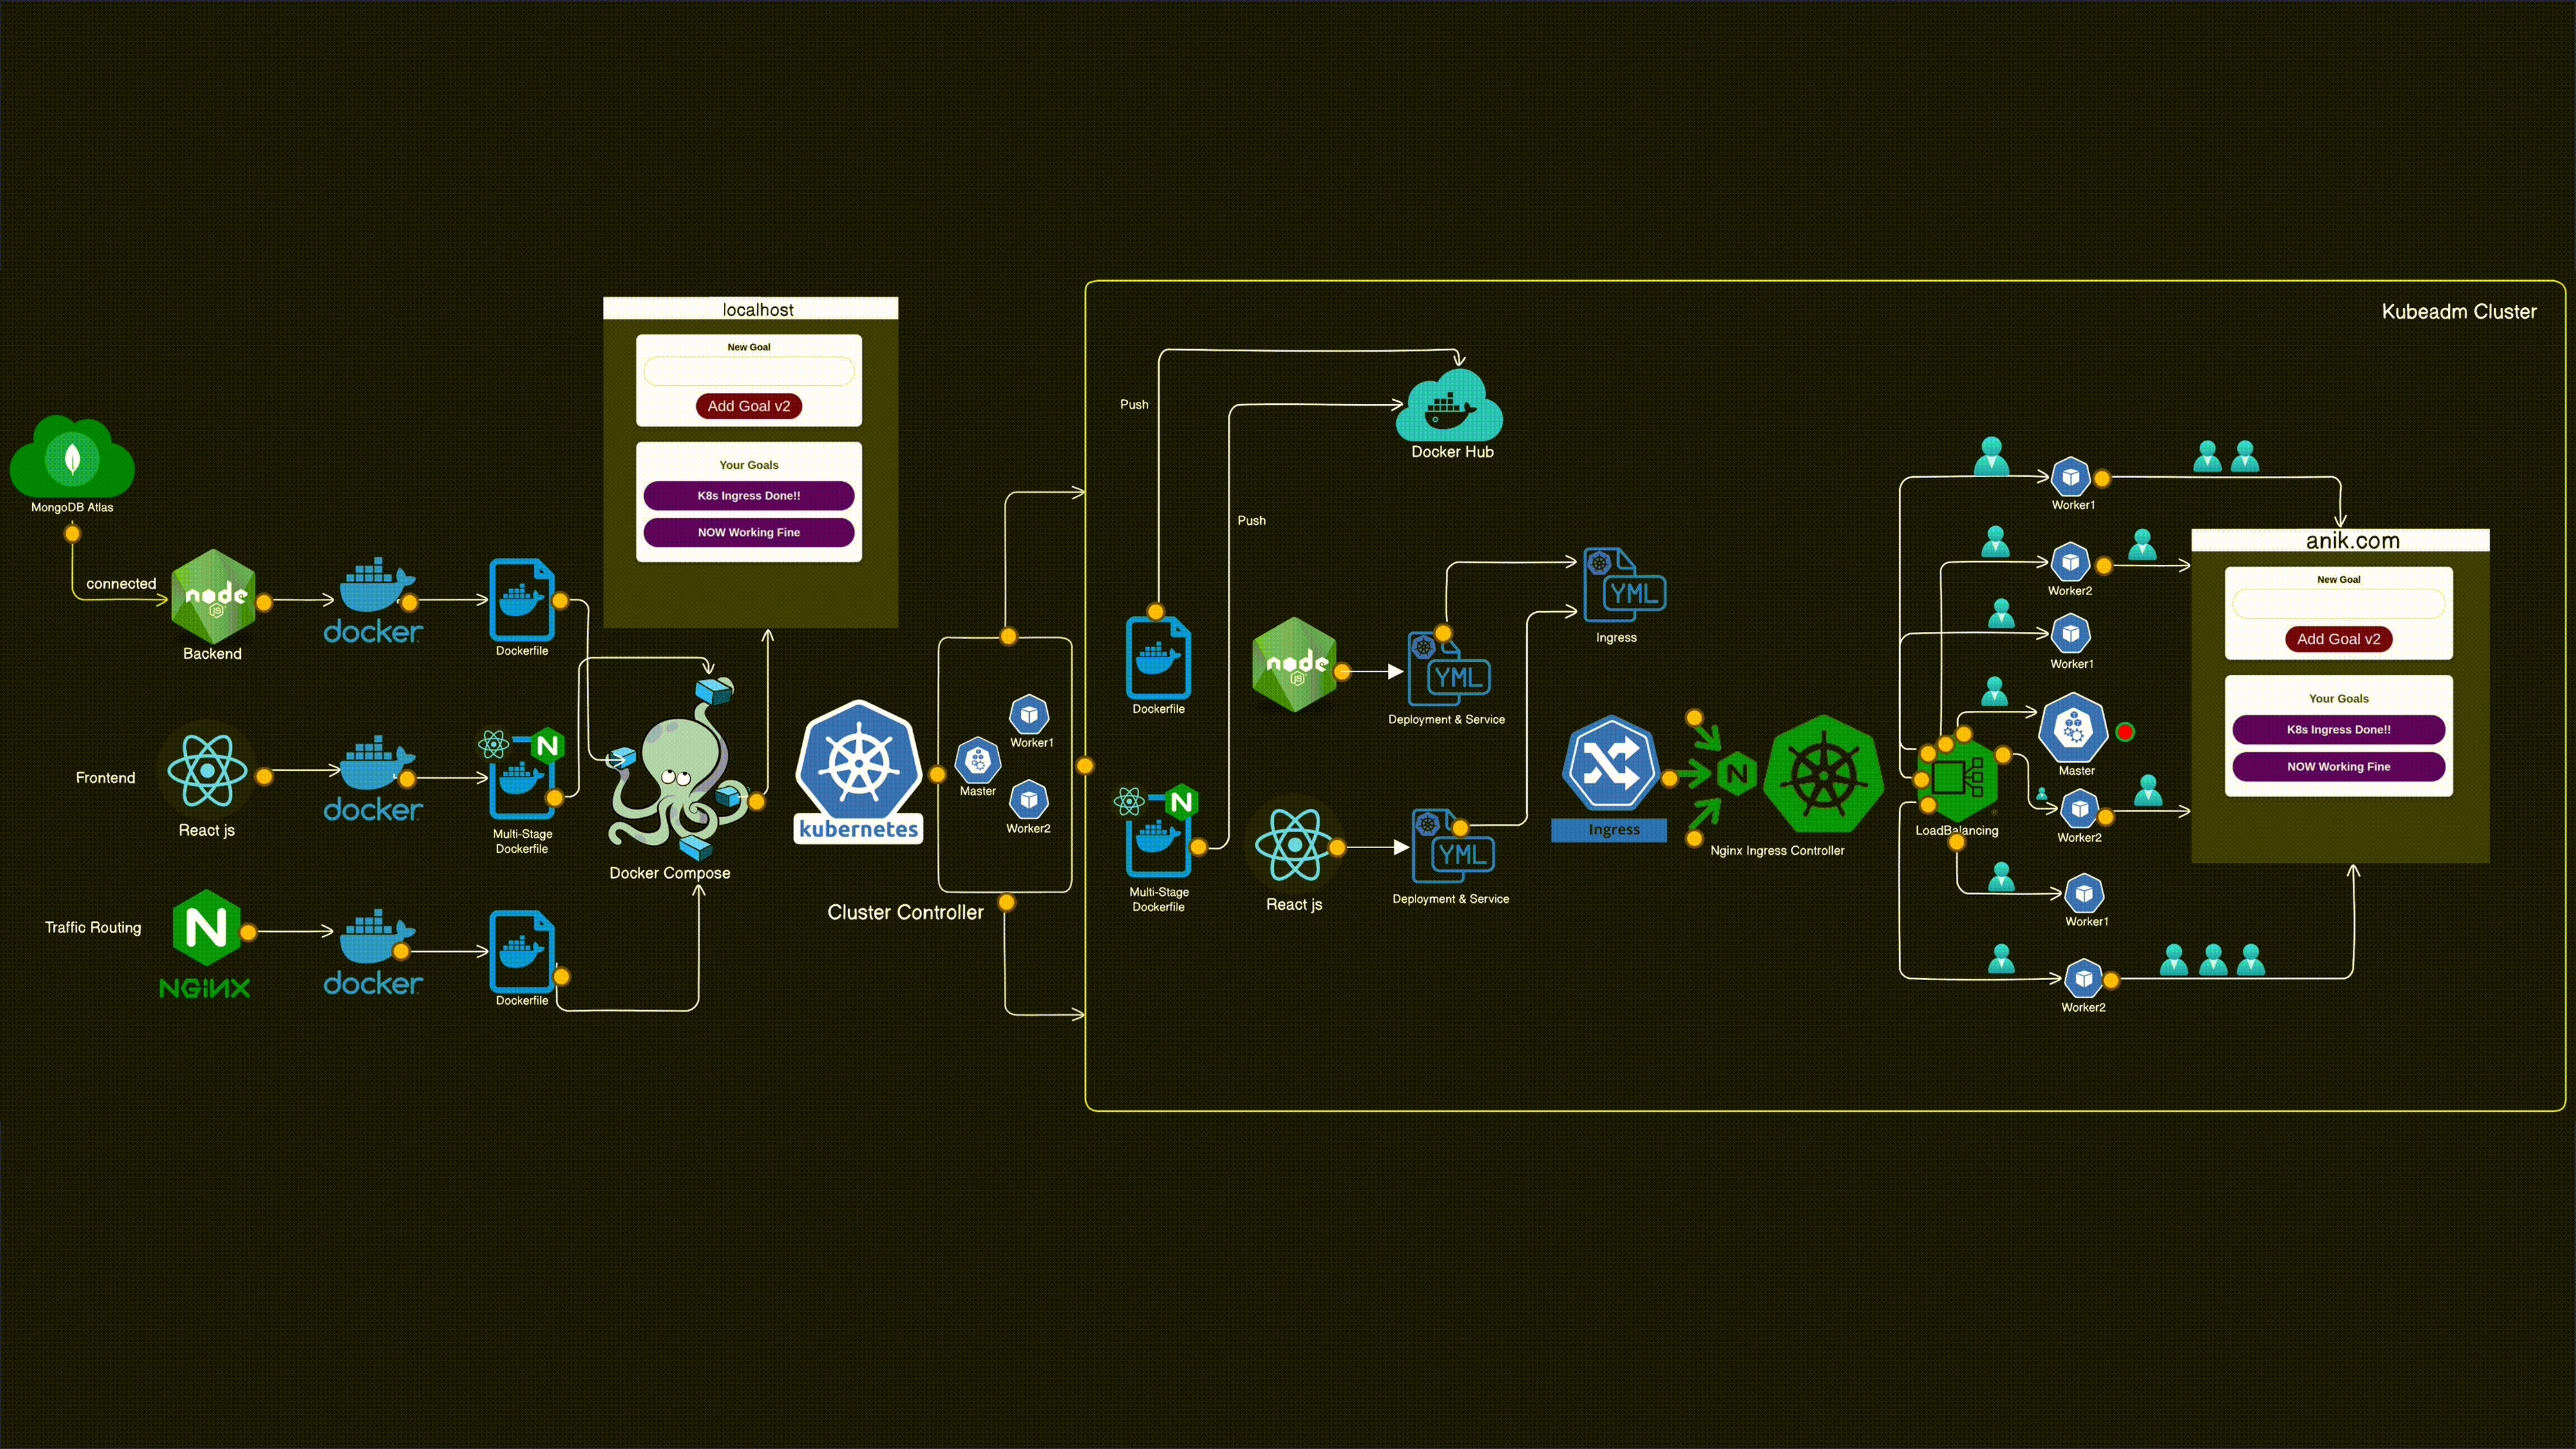 Kubeadm Cluster
localhost
New Goal
Add Goal v2
Your Goals
K8s Ingress Done!!
NOW Working Fine
MongoDB Atlas
connected
node
JS
Backend
docker
Dockerfile
Frontend
React js
docker
N
Multi-Stage
Dockerfile
Traffic Routing
N
NGINX
docker
Dockerfile
Docker Compose
kubernetes
Cluster Controller
Master
Worker1
Worker2
Push
Push
Docker Hub
Dockerfile
node
JS
YML
Deployment & Service
YML
Ingress
N
Multi-Stage
Dockerfile
React js
YML
Deployment & Service
Ingress
N
Nginx Ingress Controller
LoadBalancing
Worker1
Worker2
Worker1
Master
Worker2
Worker1
Worker2
anik.com
New Goal
Add Goal v2
Your Goals
K8s Ingress Done!!
NOW Working Fine